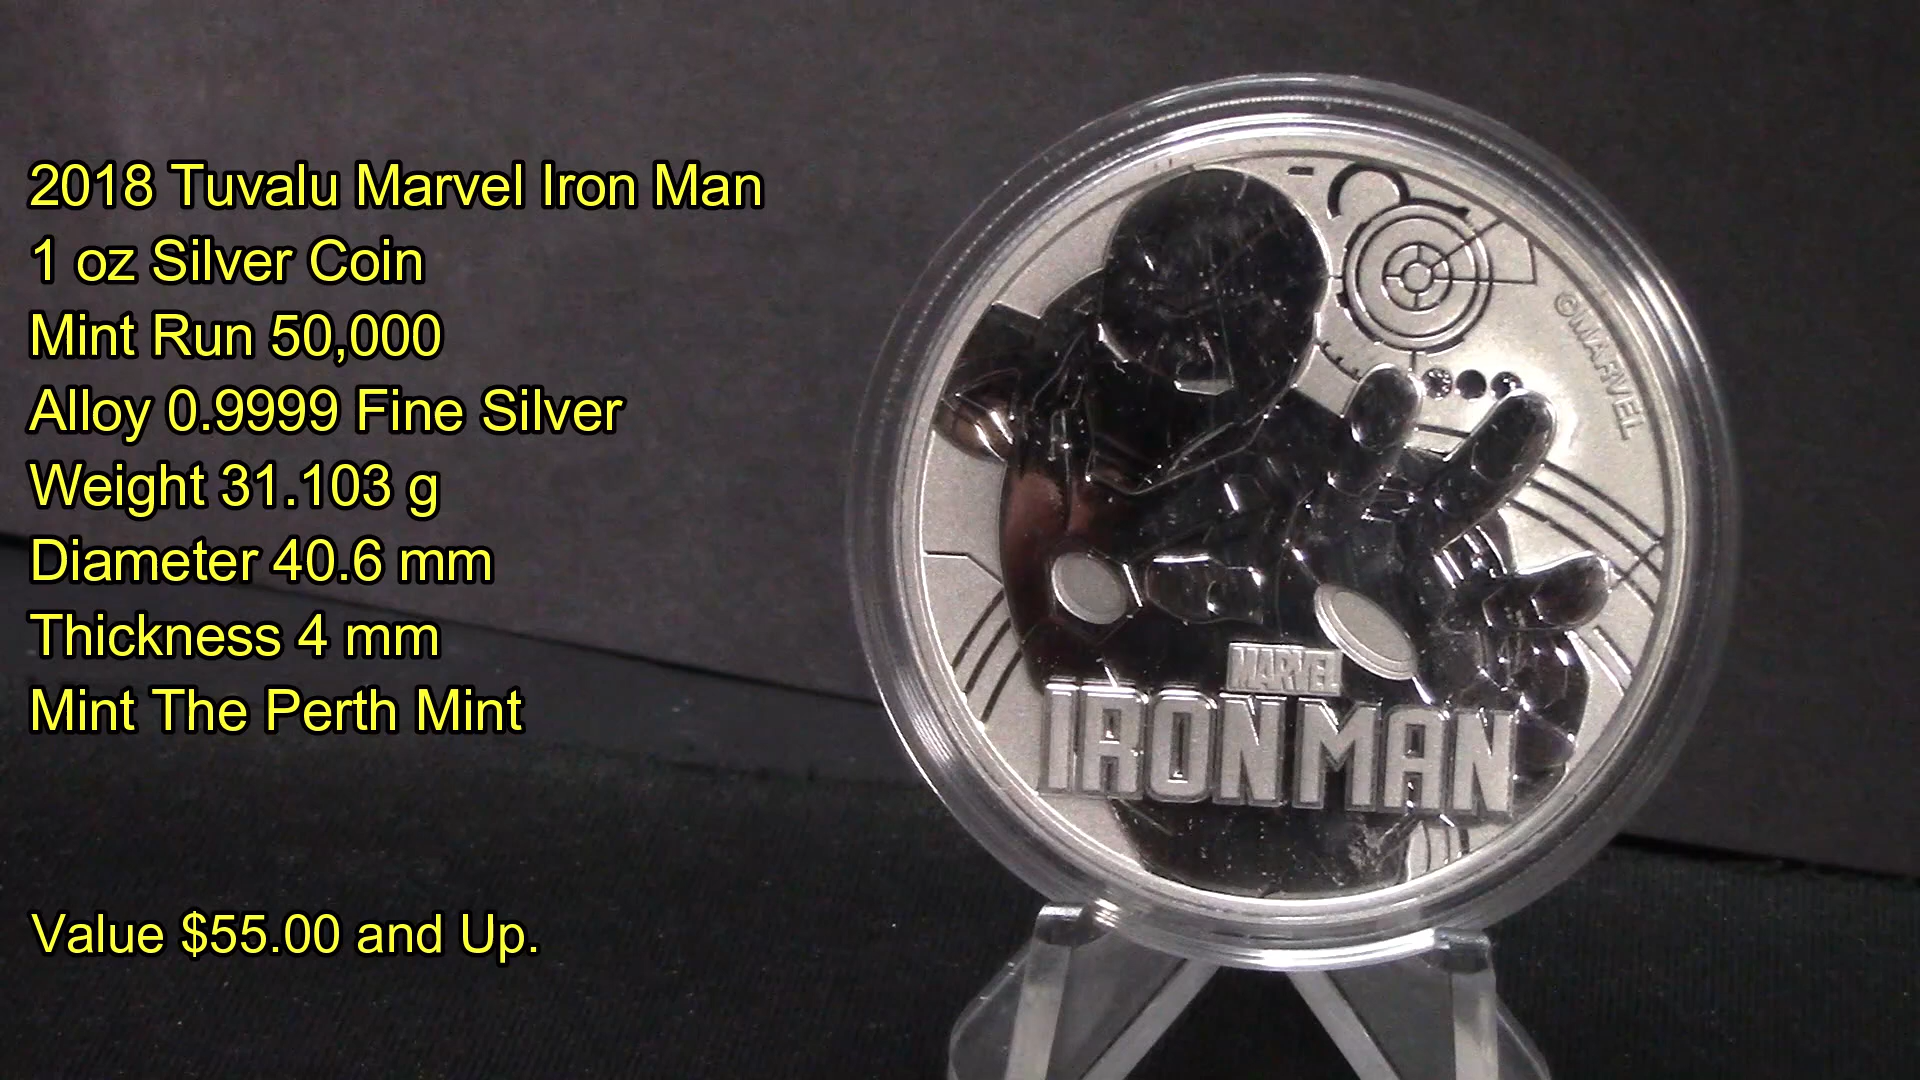 2018 Tuvalu Marvel Iron Man
1 oz Silver Coin
Mint Run 50,000
Alloy 0.9999 Fine Silver
Weight 31.103 g
Diameter 40.6 mm
Thickness 4 mm
Mint The Perth Mint
Value $55.00 and Up.
©MARVEL
MARVEL
IRON MAN